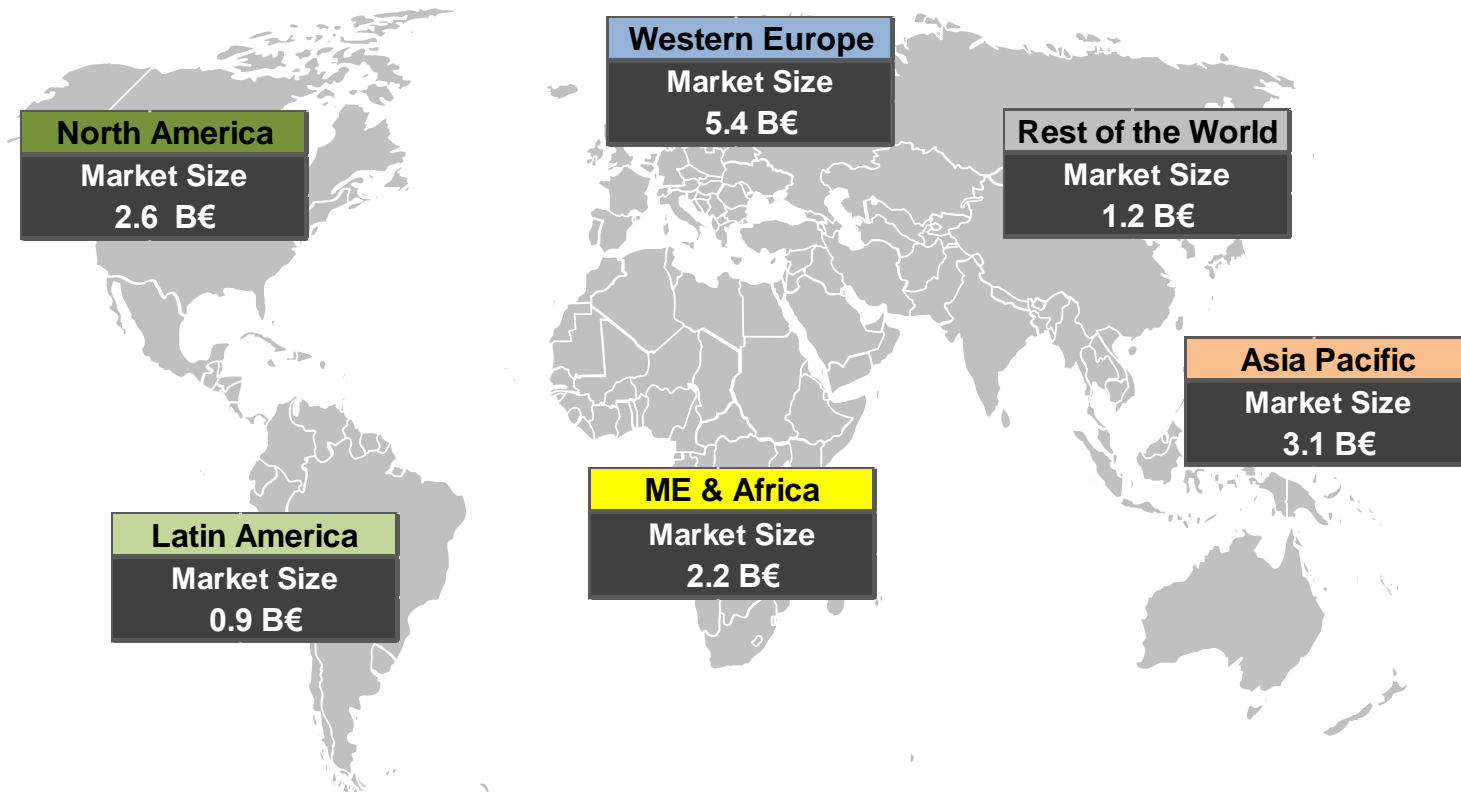 Western Europe
Market Size
5.4 B€
North America
Market Size
2.6 B€
Rest of the World
Market Size
1.2 B€
Asia Pacific
Market Size
3.1 B€
ME & Africa
Market Size
2.2 B€
Latin America
Market Size
0.9 B€